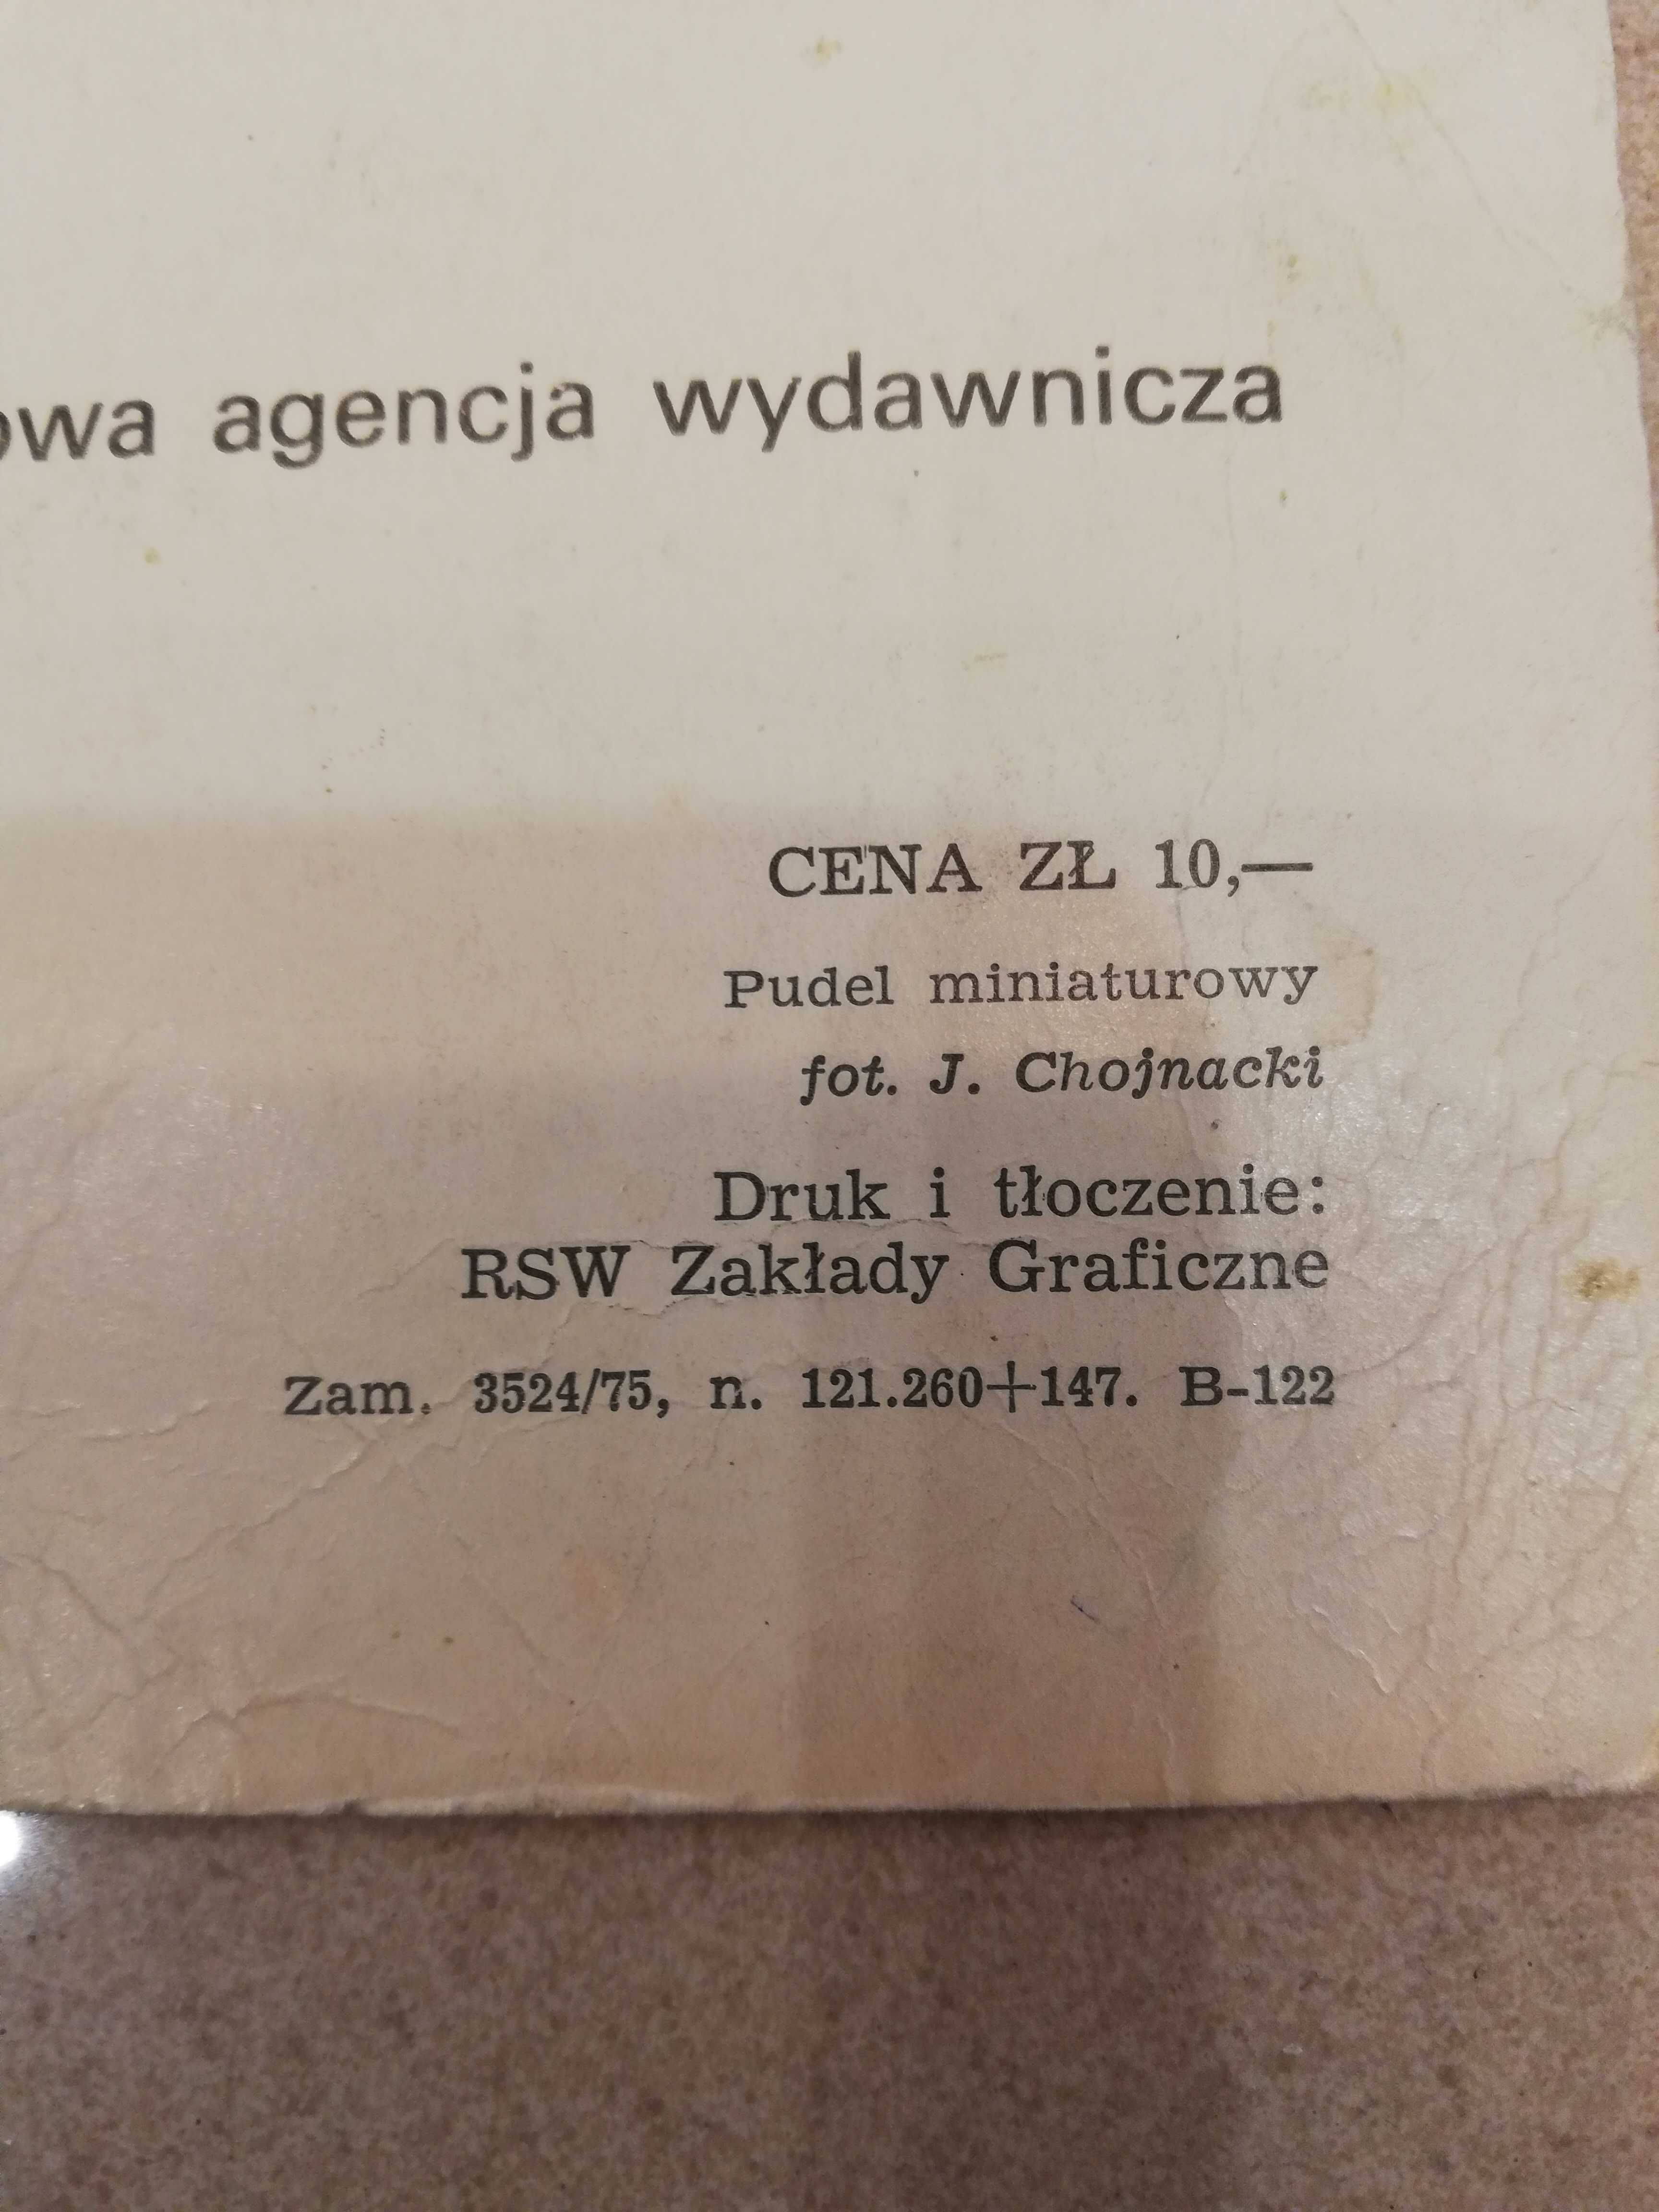 owa agencja wydawnicza
CENA ZŁ 10,—
Pudel miniaturowy
fot. J. Chojnacki
Druk i tłoczenie:
RSW Zakłady Graficzne
Zam. 3524/75, n. 121.260+147. B-122